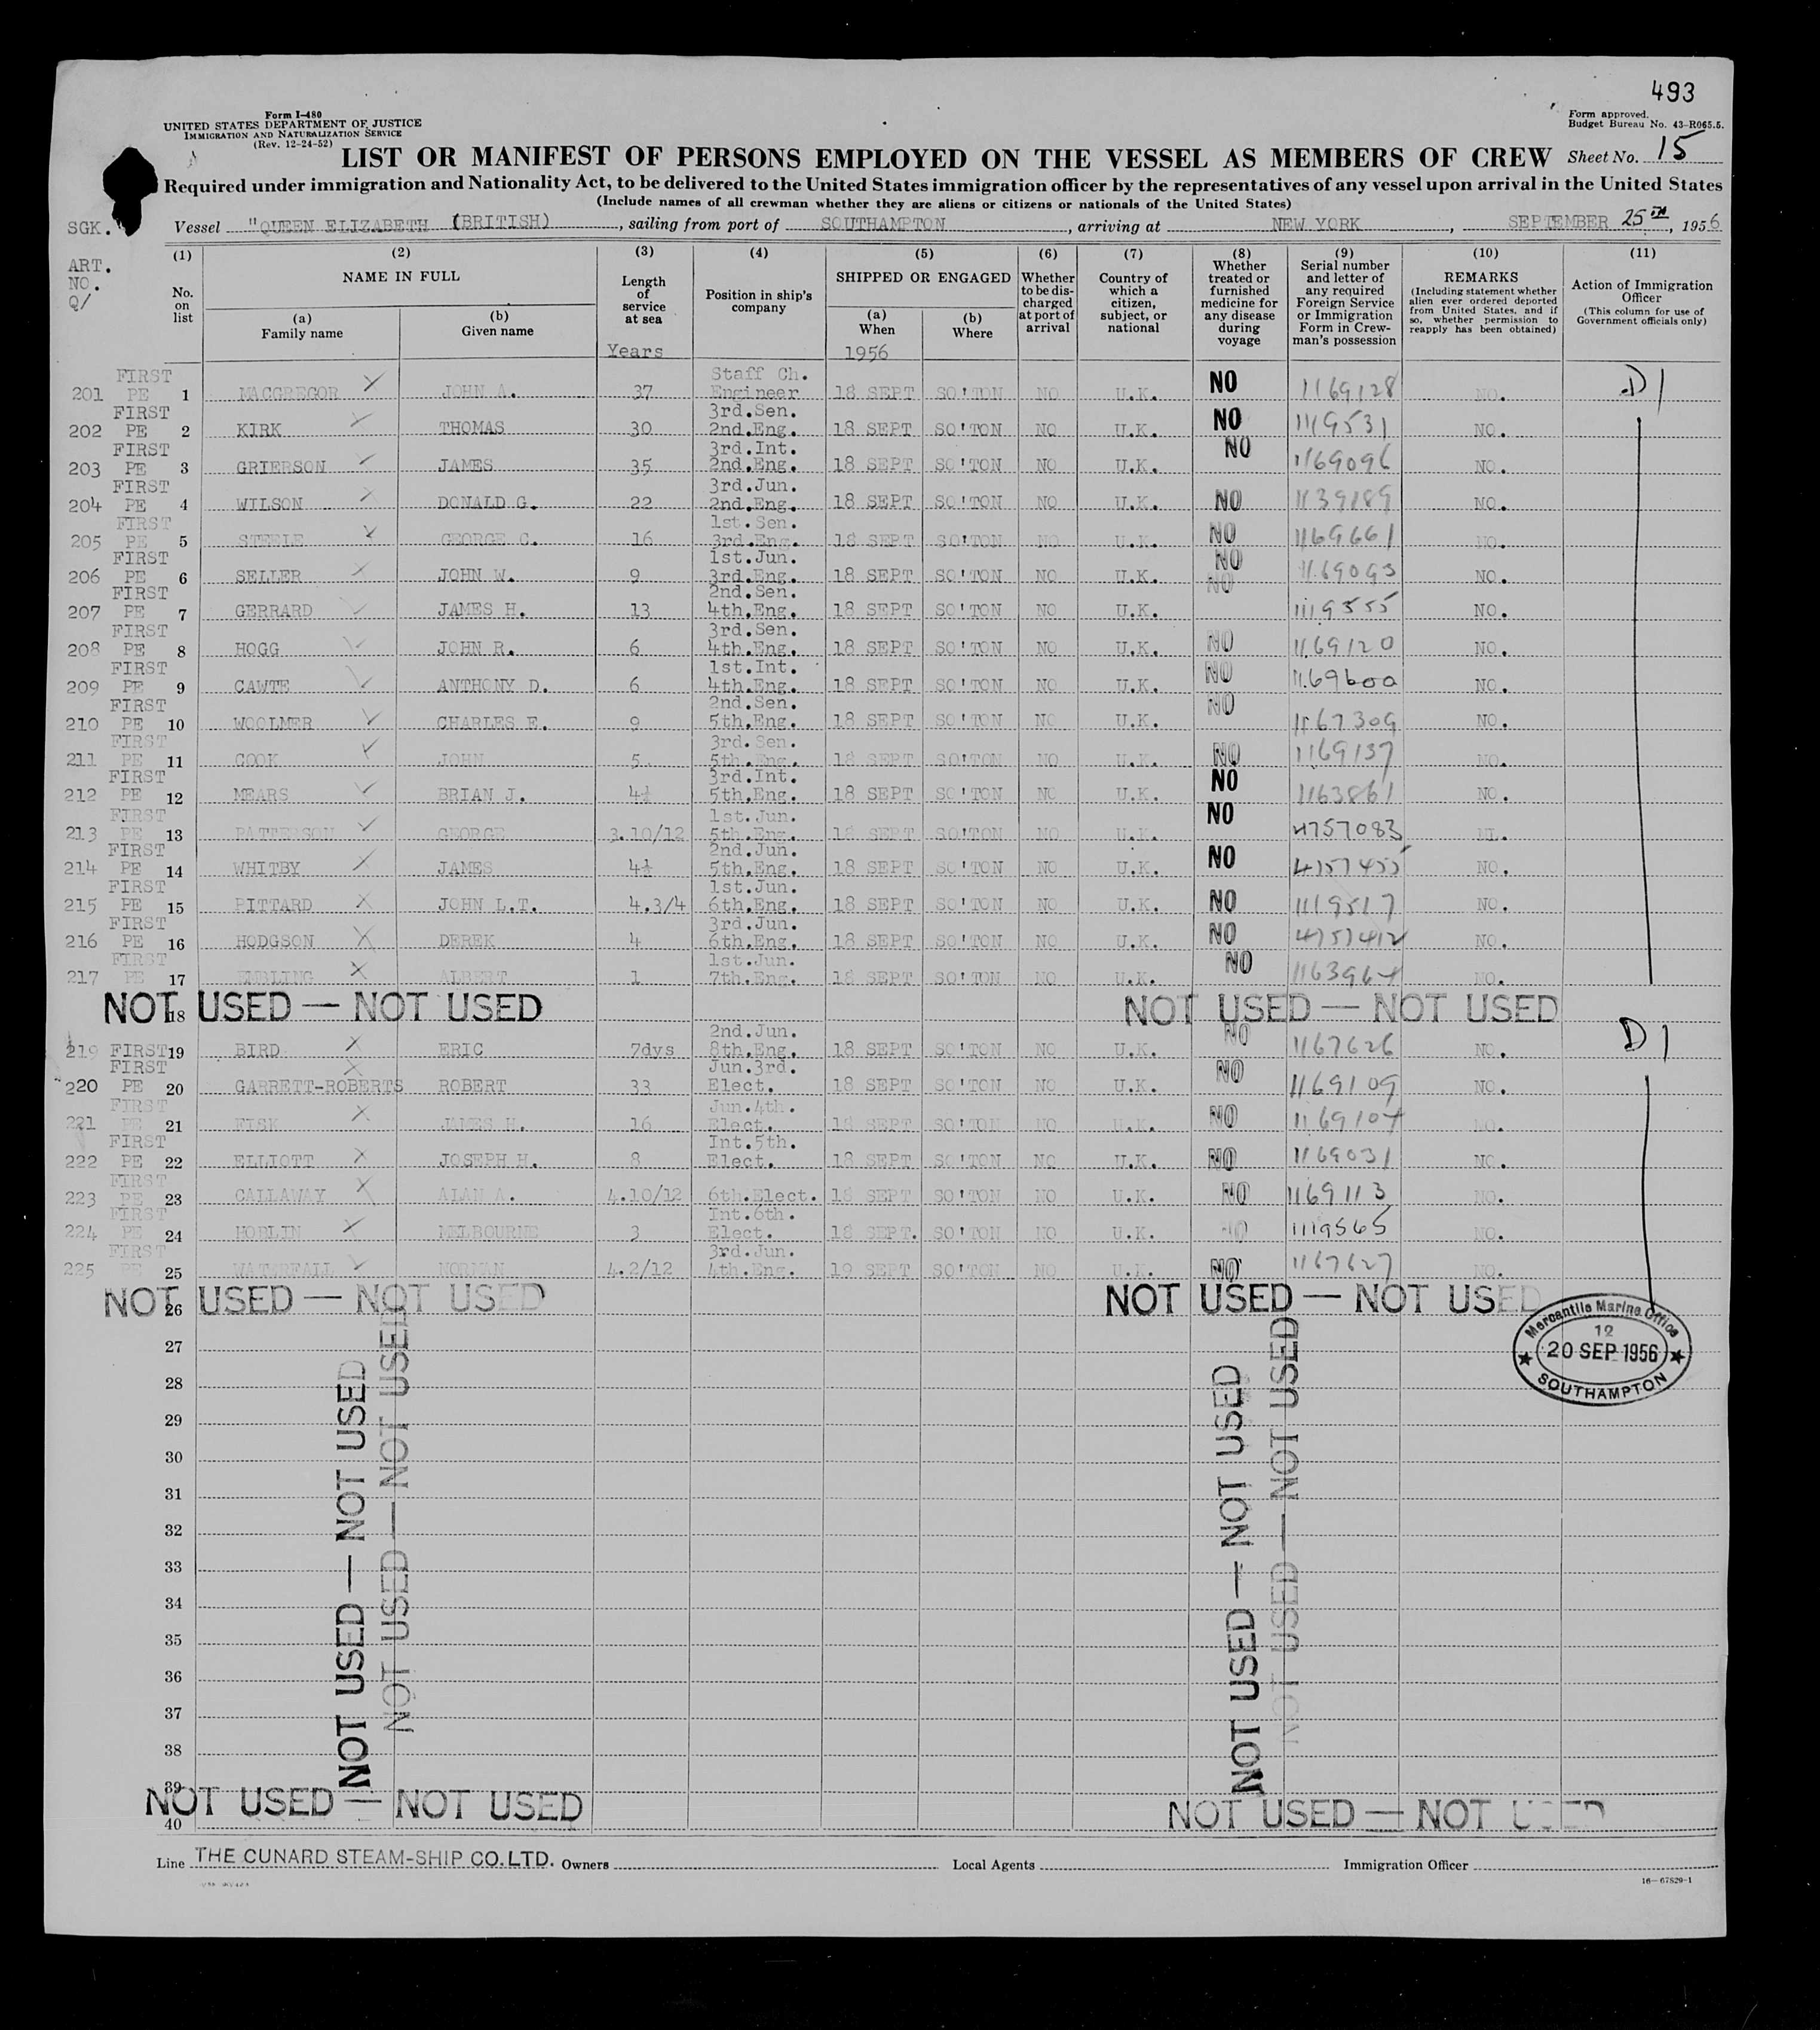 493
Form I-480
UNITED STATES DEPARTMENT OF JUSTICE
IMMIGRATION AND NATURALIZATION SERVICE
(Rev. 12-24-52)
Form approved.
Budget Bureau No. 43-R065.5.
LIST OR MANIFEST OF PERSONS EMPLOYED ON THE VESSEL AS MEMBERS OF CREW Sheet No. 15
Required under immigration and Nationality Act, to be delivered to the United States immigration officer by the representatives of any vessel upon arrival in the United States
(Include names of all crewman whether they are aliens or citizens or nationals of the United States)
SGK. Vessel "QUEEN ELIZABETH (BRITISH), sailing from port of SOUTHAMPTON, arriving at NEW YORK, SEPTEMBER 25TH, 1956
ART. NO. Q/
(1) No. on list
(2) NAME IN FULL
(a) Family name
(b) Given name
(3) Length of service at sea
Years
(4) Position in ship's company
(5) SHIPPED OR ENGAGED
(a) When
1956
(b) Where
(6) Whether to be discharged at port of arrival
(7) Country of which a citizen, subject, or national
(8) Whether treated or furnished medicine for any disease during voyage
(9) Serial number and letter of any required Foreign Service or Immigration Form in Crewman's possession
(10) REMARKS (Including statement whether alien ever ordered deported from United States, and if so, whether permission to reapply has been obtained)
(11) Action of Immigration Officer (This column for use of Government officials only)
201 FIRST PE 1 MACGREGOR JOHN A. 37 Staff Ch. Engineer 18 SEPT SO'TON NO U.K. NO 1169128 NO. D1
202 FIRST PE 2 KIRK THOMAS 30 3rd.Sen. 2nd.Eng. 18 SEPT SO'TON NO U.K. NO 1119531 NO.
203 FIRST PE 3 GRIERSON JAMES 35 3rd.Int. 2nd.Eng. 18 SEPT SO'TON NO U.K. NO 1169096 NO.
204 FIRST PE 4 WILSON DONALD G. 22 3rd.Jun. 2nd.Eng. 18 SEPT SO'TON NO U.K. NO 1139189 NO.
205 FIRST PE 5 STEELE GEORGE C. 16 1st.Sen. 3rd.Eng. 18 SEPT SO'TON NO U.K. NO 1169661 NO.
206 FIRST PE 6 SELLER JOHN W. 9 1st.Jun. 3rd.Eng. 18 SEPT SO'TON NO U.K. NO 1169093 NO.
207 FIRST PE 7 GERRARD JAMES H. 13 2nd.Sen. 4th.Eng. 18 SEPT SO'TON NO U.K. NO 1119555 NO.
208 FIRST PE 8 HOGG JOHN R. 6 3rd.Sen. 4th.Eng. 18 SEPT SO'TON NO U.K. NO 1169120 NO.
209 FIRST PE 9 CAWTE ANTHONY D. 6 1st.Int. 4th.Eng. 18 SEPT SO'TON NO U.K. NO 1169600 NO.
210 FIRST PE 10 WOOLMER CHARLES E. 9 2nd.Sen. 5th.Eng. 18 SEPT SO'TON NO U.K. NO 1167309 NO.
211 FIRST PE 11 COOK JOHN 5 3rd.Sen. 5th.Eng. 18 SEPT SO'TON NO U.K. NO 1169137 NO.
212 FIRST PE 12 MEARS BRIAN J. 4½ 3rd.Int. 5th.Eng. 18 SEPT SO'TON NO U.K. NO 1163861 NO.
213 FIRST PE 13 PATTERSON GEORGE 3.10/12 1st.Jun. 5th.Eng. 18 SEPT SO'TON NO U.K. NO 4757083
214 FIRST PE 14 WHITBY JAMES 4½ 2nd.Jun. 5th.Eng. 18 SEPT SO'TON NO U.K. NO 4757455 NO.
215 FIRST PE 15 PITTARD JOHN L.T. 4.3/4 1st.Jun. 6th.Eng. 18 SEPT SO'TON NO U.K. NO 1119517 NO.
216 FIRST PE 16 HODGSON DEREK 4 3rd.Jun. 6th.Eng. 18 SEPT SO'TON NO U.K. NO 4757412 NO.
217 FIRST PE 17 EMBLING ALBERT 1 1st.Jun. 7th.Eng. 18 SEPT SO'TON NO U.K. NO 1163964 NO.
18 NOT USED — NOT USED NOT USED — NOT USED
219 FIRST 19 BIRD ERIC 7dys 2nd.Jun. 8th.Eng. 18 SEPT SO'TON NO U.K. NO 1167626 NO. D1
220 FIRST PE 20 GARRETT-ROBERTS ROBERT 33 Jun.3rd. Elect. 18 SEPT SO'TON NO U.K. NO 1169109 NO.
221 FIRST PE 21 FISK JAMES H. 16 Jun.4th. Elect. 18 SEPT SO'TON NO U.K. NO 1169104 NO.
222 FIRST PE 22 ELLIOTT JOSEPH H. 8 Int.5th. Elect. 18 SEPT SO'TON NO U.K. NO 1169031 NO.
223 FIRST PE 23 CALLAWAY ALAN A. 4.10/12 6th.Elect. 18 SEPT SO'TON NO U.K. NO 1169113 NO.
224 FIRST PE 24 HOBLIN MELBOURNE 3 Int.6th. Elect. 18 SEPT. SO'TON NO U.K. NO 1119565 NO.
225 FIRST PE 25 WATERFALL NORMAN 4.2/12 3rd.Jun. 4th.Eng. 19 SEPT SO'TON NO U.K. NO 1167627 NO.
26 NOT USED — NOT USED NOT USED — NOT USED
Mercantile Marine Office
12
20 SEP 1956
SOUTHAMPTON
27
28
29
30
31
32
33
34
35
36
37
38
39
40
NOT USED — NOT USED
NOT USED — NOT USED
NOT USED — NOT USED
NOT USED — NOT USED
NOT USED — NOT USED
NOT USED — NOT USED
Line THE CUNARD STEAM-SHIP CO.LTD. Owners Local Agents Immigration Officer
16-67829-1